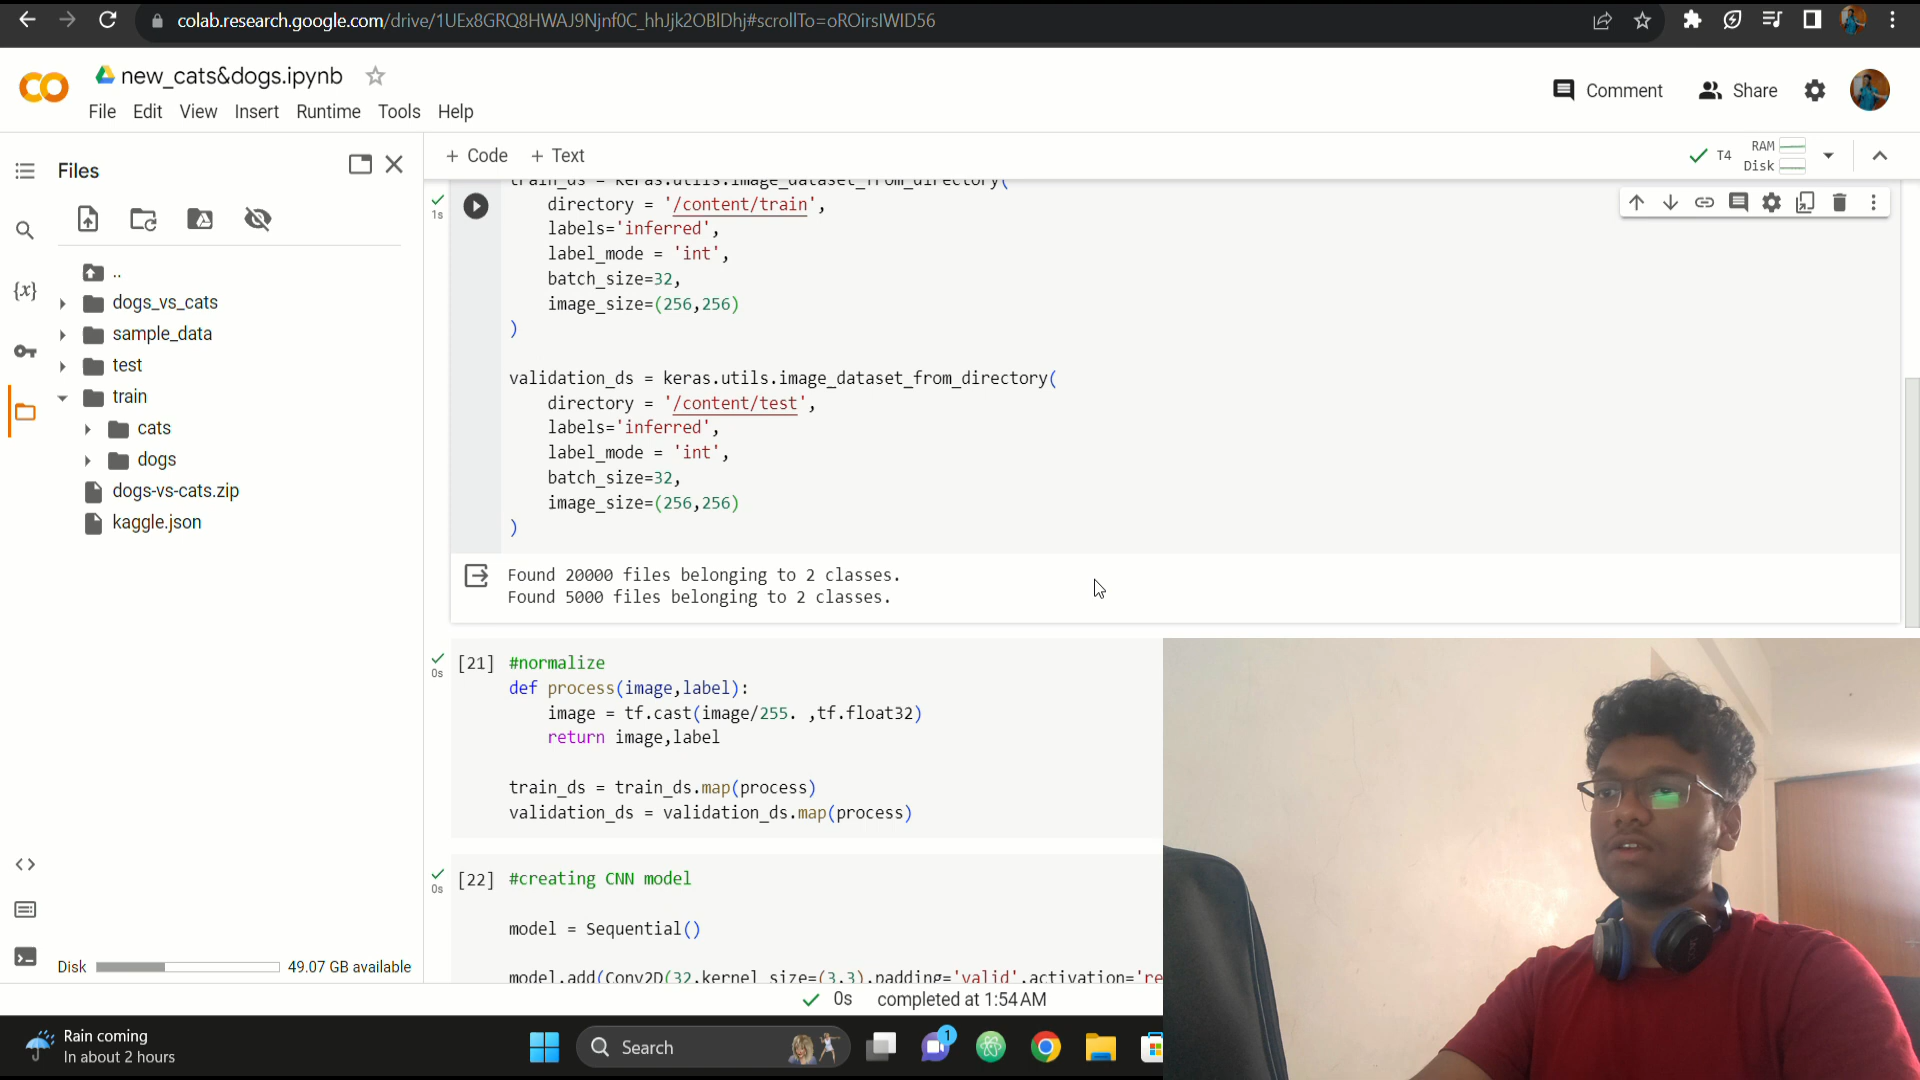 colab.research.google.com/drive/1UEx8GRQ8HWAJ9Njnf0C_hhJjk2OBlDhj#scrollTo=oROirsIWID56
new_cats&dogs.ipynb
File Edit View Insert Runtime Tools Help
Comment
Share
Files
+ Code + Text
T4
RAM
Disk
..
dogs_vs_cats
sample_data
test
train
cats
dogs
dogs-vs-cats.zip
kaggle.json
Disk
49.07 GB available
{x}
1s
train_ds = keras.utils.image_dataset_from_directory(
directory = '/content/train',
labels='inferred',
label_mode = 'int',
batch_size=32,
image_size=(256,256)
)
validation_ds = keras.utils.image_dataset_from_directory(
directory = '/content/test',
labels='inferred',
label_mode = 'int',
batch_size=32,
image_size=(256,256)
)
Found 20000 files belonging to 2 classes.
Found 5000 files belonging to 2 classes.
0s
[21] #normalize
def process(image,label):
image = tf.cast(image/255. ,tf.float32)
return image,label
train_ds = train_ds.map(process)
validation_ds = validation_ds.map(process)
0s
[22] #creating CNN model
model = Sequential()
model.add(Conv2D(32,kernel_size=(3,3),padding='valid',activation='re
0s completed at 1:54 AM
Rain coming
In about 2 hours
Search
1